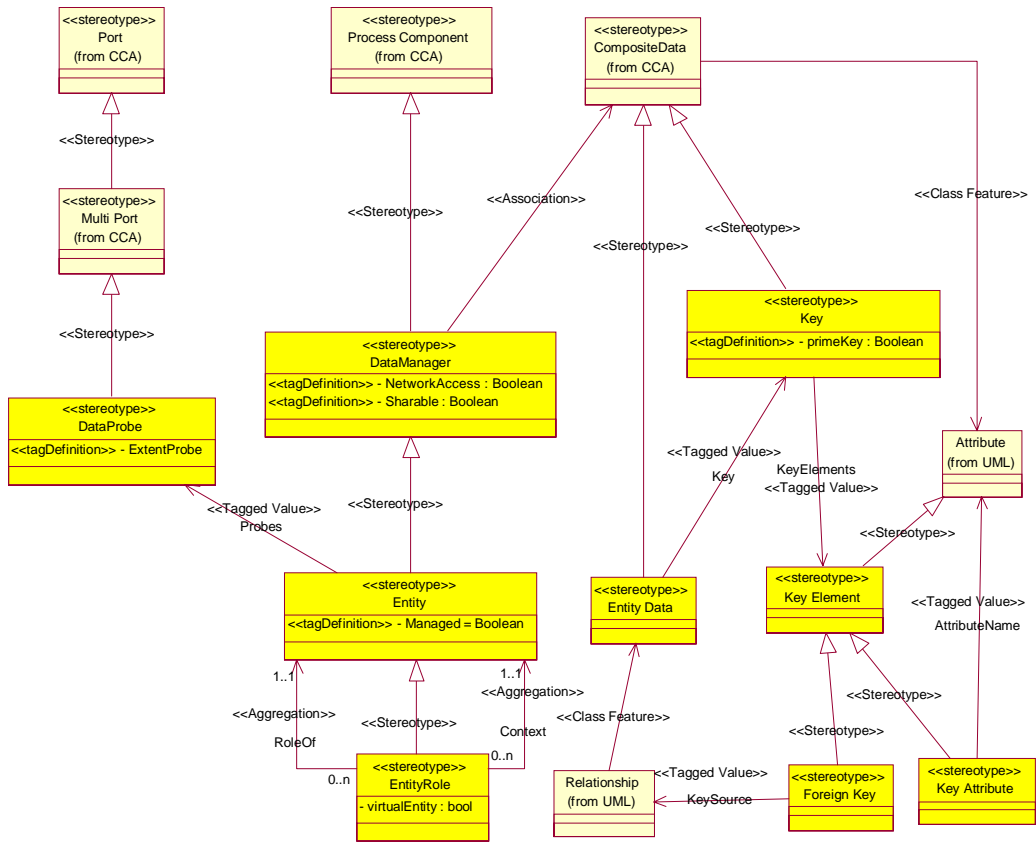 <<stereotype>>
Port
(from CCA)
<<stereotype>>
Process Component
(from CCA)
<<stereotype>>
CompositeData
(from CCA)
<<Stereotype>>
<<Class Feature>>
<<stereotype>>
Multi Port
(from CCA)
<<Stereotype>>
<<Association>>
<<Stereotype>>
<<Stereotype>>
<<Stereotype>>
<<stereotype>>
Key
<<tagDefinition>> - primeKey : Boolean
<<stereotype>>
DataManager
<<tagDefinition>> - NetworkAccess : Boolean
<<tagDefinition>> - Sharable : Boolean
<<stereotype>>
DataProbe
<<tagDefinition>> - ExtentProbe
<<Tagged Value>>
Key
KeyElements
<<Tagged Value>>
Attribute
(from UML)
<<Tagged Value>>
Probes
<<Stereotype>>
<<Stereotype>>
<<stereotype>>
Entity
<<tagDefinition>> - Managed = Boolean
<<stereotype>>
Entity Data
<<stereotype>>
Key Element
<<Tagged Value>>
AttributeName
1..1
1..1
<<Aggregation>>
RoleOf
0..n
<<Stereotype>>
<<Aggregation>>
Context
0..n
<<Class Feature>>
<<Stereotype>>
<<Stereotype>>
<<stereotype>>
EntityRole
- virtualEntity : bool
Relationship
(from UML)
<<Tagged Value>>
KeySource
<<stereotype>>
Foreign Key
<<stereotype>>
Key Attribute